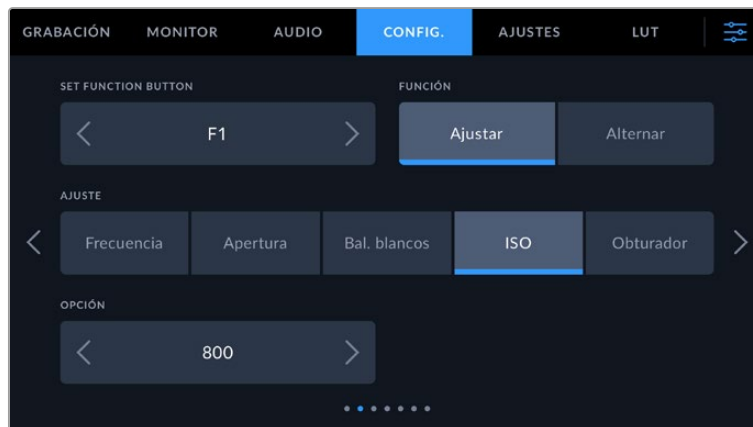 GRABACIÓN MONITOR AUDIO CONFIG. AJUSTES LUT
SET FUNCTION BUTTON FUNCIÓN
F1 Ajustar Alternar
AJUSTE
Frecuencia Apertura Bal. blancos ISO Obturador
OPCIÓN
800